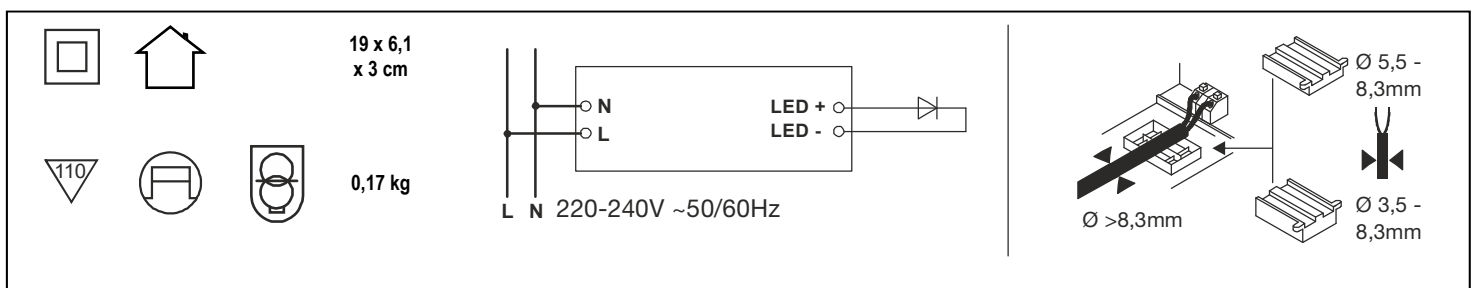 19 x 6,1
x 3 cm
110
0,17 kg
N
L
LED +
LED -
L N 220-240V ~50/60Hz
Ø >8,3mm
Ø 5,5 -
8,3mm
Ø 3,5 -
8,3mm